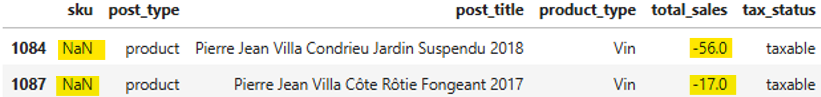 sku post_type post_title product_type total_sales tax_status
1084 NaN product Pierre Jean Villa Condrieu Jardin Suspendu 2018 Vin -56.0 taxable
1087 NaN product Pierre Jean Villa Côte Rôtie Fongeant 2017 Vin -17.0 taxable